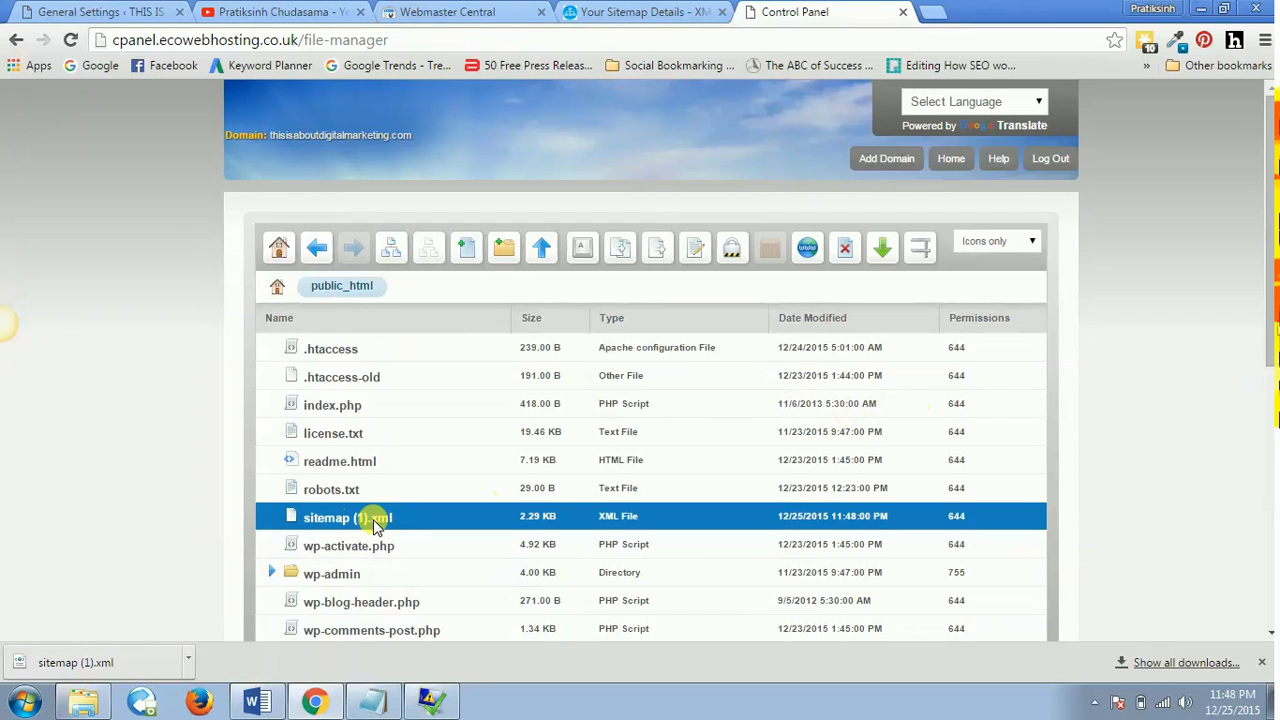 General Settings ‹ THIS IS
Pratiksinh Chudasama - Yo
Webmaster Central
Your Sitemap Details - XM
Control Panel
Pratiksinh
cpanel.ecowebhosting.co.uk/file-manager
10
Apps
Google
Facebook
Keyword Planner
Google Trends - Tre...
50 Free Press Releas...
Social Bookmarking ...
The ABC of Success ...
Editing How SEO wo...
»
Other bookmarks
Select Language
Domain: thisisaboutdigitalmarketing.com
Powered by Google Translate
Add Domain
Home
Help
Log Out
A
www
Icons only
public_html
Name Size Type Date Modified Permissions
.htaccess 239.00 B Apache configuration File 12/24/2015 5:01:00 AM 644
.htaccess-old 191.00 B Other File 12/23/2015 1:44:00 PM 644
index.php 418.00 B PHP Script 11/6/2013 5:30:00 AM 644
license.txt 19.46 KB Text File 11/23/2015 9:47:00 PM 644
readme.html 7.19 KB HTML File 12/23/2015 1:45:00 PM 644
robots.txt 29.00 B Text File 12/23/2015 12:23:00 PM 644
sitemap (1).xml 2.29 KB XML File 12/25/2015 11:48:00 PM 644
wp-activate.php 4.92 KB PHP Script 12/23/2015 1:45:00 PM 644
wp-admin 4.00 KB Directory 11/23/2015 9:47:00 PM 755
wp-blog-header.php 271.00 B PHP Script 9/5/2012 5:30:00 AM 644
wp-comments-post.php 1.34 KB PHP Script 12/23/2015 1:45:00 PM 644
sitemap (1).xml
Show all downloads...
11:48 PM
12/25/2015